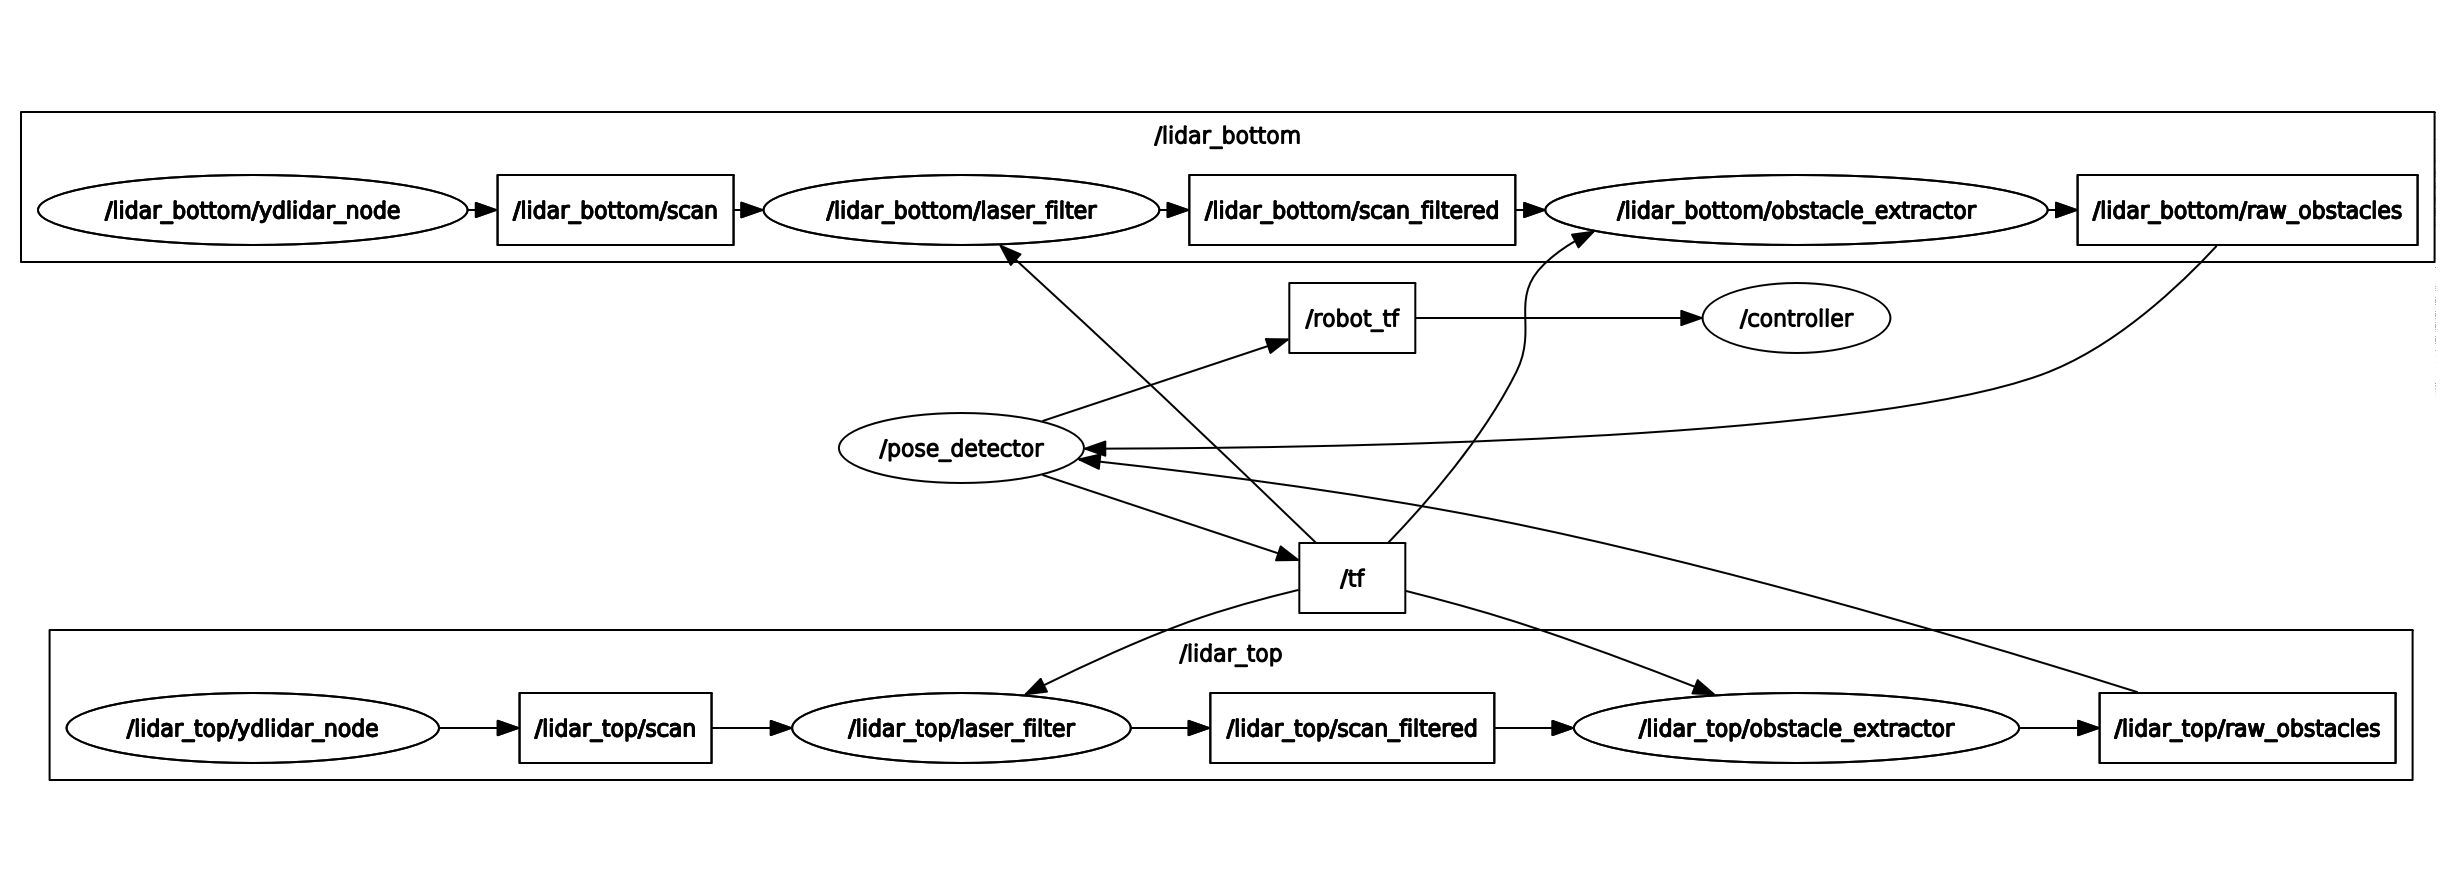 /lidar_bottom
/lidar_bottom/ydlidar_node
/lidar_bottom/scan
/lidar_bottom/laser_filter
/lidar_bottom/scan_filtered
/lidar_bottom/obstacle_extractor
/lidar_bottom/raw_obstacles
/robot_tf
/controller
/pose_detector
/tf
/lidar_top
/lidar_top/ydlidar_node
/lidar_top/scan
/lidar_top/laser_filter
/lidar_top/scan_filtered
/lidar_top/obstacle_extractor
/lidar_top/raw_obstacles